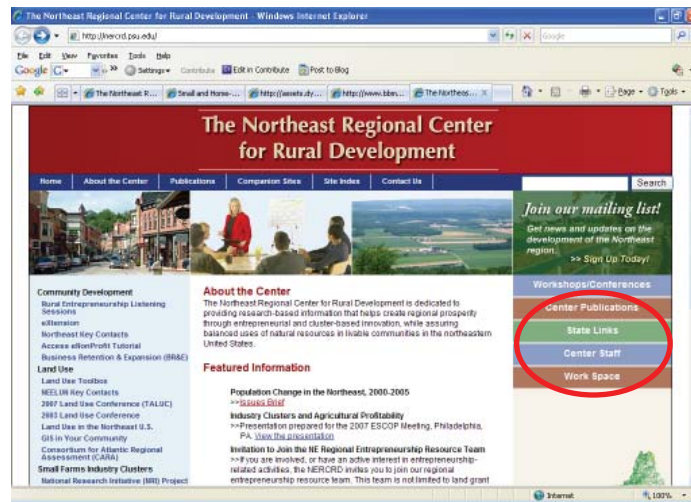 The Northeast Regional Center for Rural Development - Windows Internet Explorer
http://nercrd.psu.edu/
Google
File Edit View Favorites Tools Help
Google G Settings Contribute Edit in Contribute Post to Blog
The Northeast R... Small and Home-... http://assets.dy... http://www.bbm... The Northeas... X Page Tools
The Northeast Regional Center
for Rural Development
Home About the Center Publications Companion Sites Site Index Contact Us Search
Join our mailing list!
Get news and updates on the
development of the Northeast
region.
>> Sign Up Today!
Workshops/Conferences
Center Publications
State Links
Center Staff
Work Space
Community Development
Rural Entrepreneurship Listening
Sessions
eXtension
Northeast Key Contacts
Access eNonProfit Tutorial
Business Retention & Expansion (BR&E)
Land Use
Land Use Toolbox
NEELUN Key Contacts
2007 Land Use Conference (TALUC)
2003 Land Use Conference
Land Use in the Northeast U.S.
GIS in Your Community
Consortium for Atlantic Regional
Assessment (CARA)
Small Farms Industry Clusters
National Research Initiative (NRI) Project
About the Center
The Northeast Regional Center for Rural Development is dedicated to
providing research-based information that helps create regional prosperity
through entrepreneurial and cluster-based innovation, while assuring
balanced uses of natural resources in livable communities in the northeastern
United States.
Featured Information
Population Change in the Northeast, 2000-2005
>>Issues Brief
Industry Clusters and Agricultural Profitability
>>Presentation prepared for the 2007 ESCOP Meeting, Philadelphia,
PA. View the presentation
Invitation to Join the NE Regional Entrepreneurship Resource Team
>>If you are involved, or have an active interest in entrepreneurship-
related activities, the NERCRD invites you to join our regional
entrepreneurship resource team. This team is not limited to land grant
Internet 100%